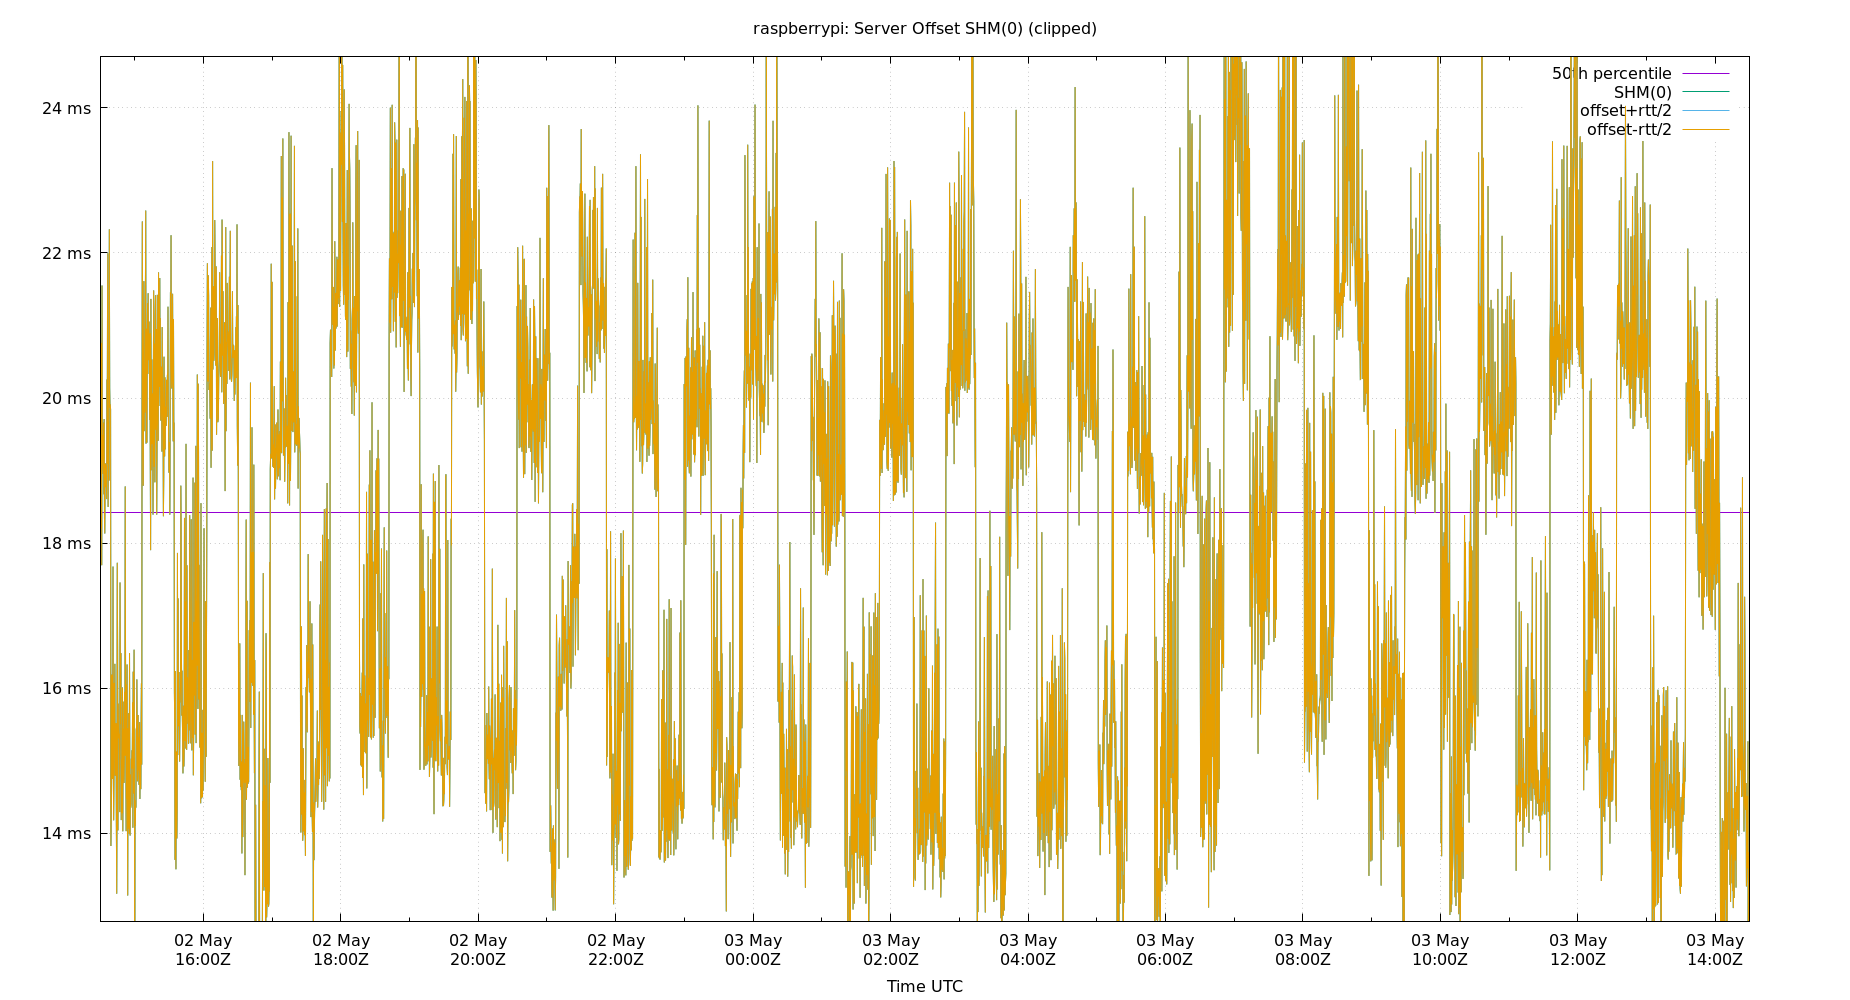 raspberrypi: Server Offset SHM(0) (clipped)
50th percentile
SHM(0)
offset+rtt/2
offset-rtt/2
24 ms
22 ms
20 ms
18 ms
16 ms
14 ms
02 May 02 May 02 May 02 May 03 May 03 May 03 May 03 May 03 May 03 May 03 May 03 May
16:00Z 18:00Z 20:00Z 22:00Z 00:00Z 02:00Z 04:00Z 06:00Z 08:00Z 10:00Z 12:00Z 14:00Z
Time UTC